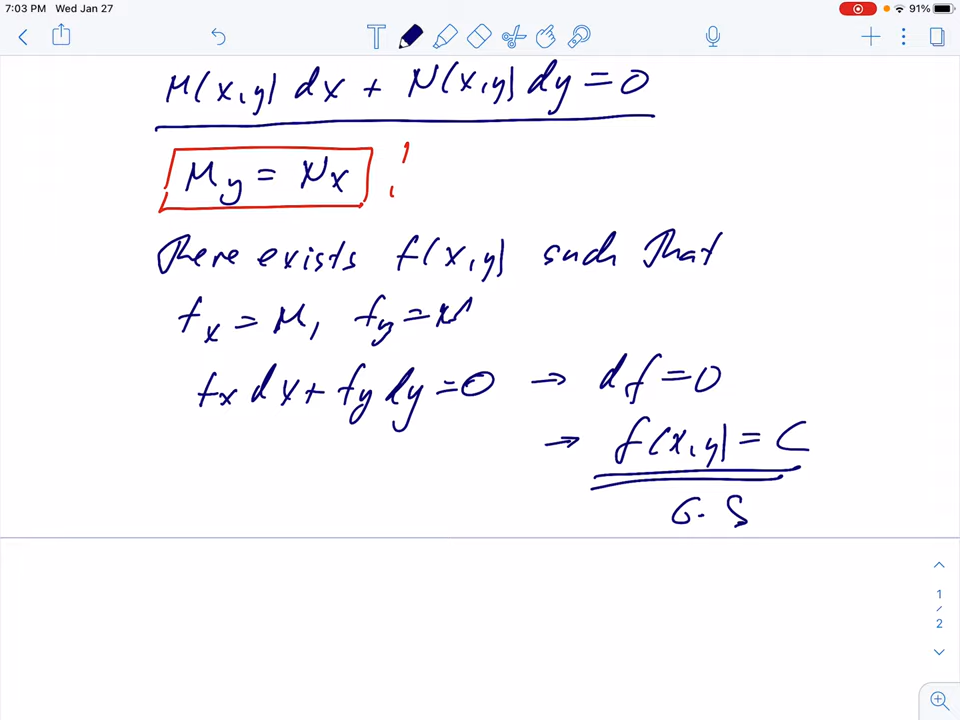 7:03 PM Wed Jan 27 91%
T
M(x,y) dx + N(x,y) dy = 0
My = Nx !
There exists f(x,y) such that
fx = M, fy = N
fx dx + fy dy = 0 → df = 0
→ f(x,y) = C
G. S
1
/
2